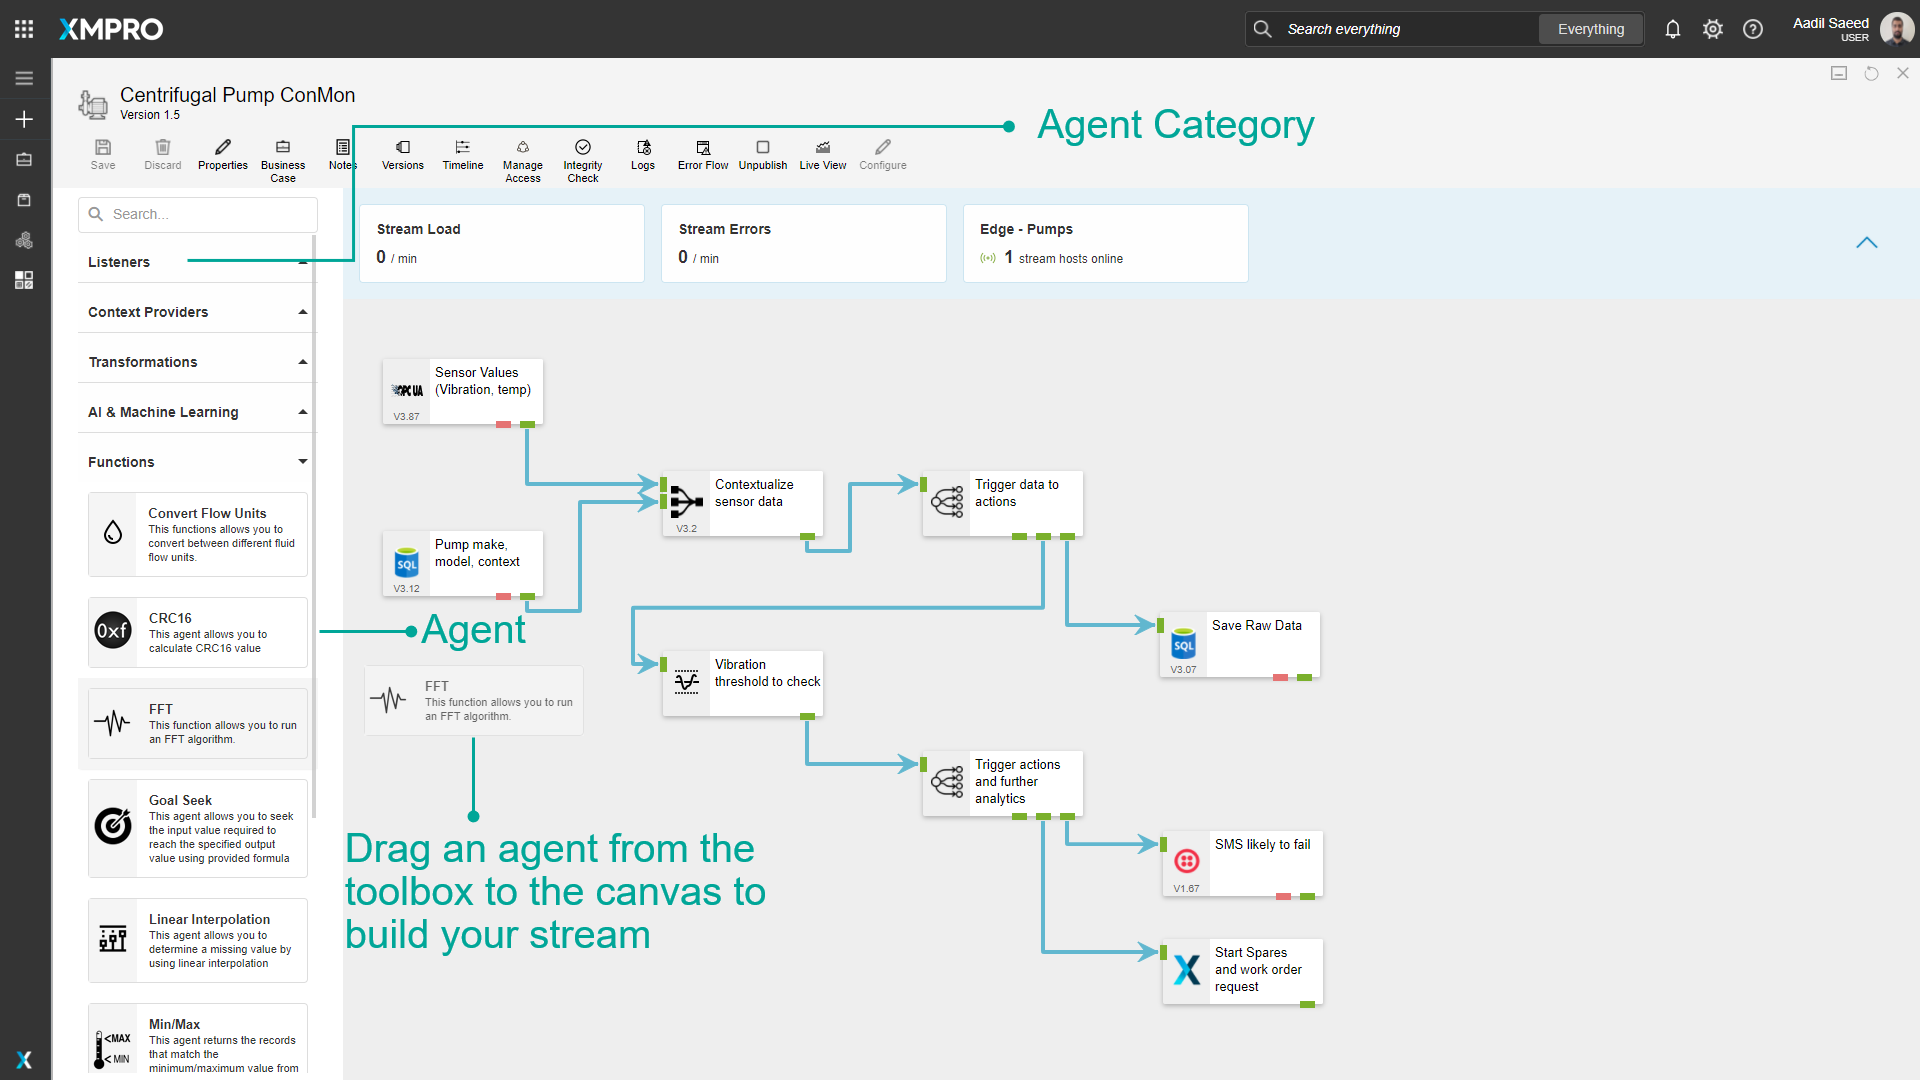 XMPRO
Search everything
Everything
Aadil Saeed
USER
Centrifugal Pump ConMon
Version 1.5
Agent Category
Save
Discard
Properties
Business
Case
Notes
Versions
Timeline
Manage
Access
Integrity
Check
Logs
Error Flow
Unpublish
Live View
Configure
Search...
Listeners
Context Providers
Transformations
AI & Machine Learning
Functions
Convert Flow Units
This functions allows you to
convert between different fluid
flow units.
0xf
CRC16
This agent allows you to
calculate CRC16 value
FFT
This function allows you to run
an FFT algorithm.
Goal Seek
This agent allows you to seek
the input value required to
reach the specified output
value using provided formula
Linear Interpolation
This agent allows you to
determine a missing value by
using linear interpolation
<MAX
< MIN
Min/Max
This agent returns the records
that match the
minimum/maximum value from
Stream Load
0 / min
Stream Errors
0 / min
Edge - Pumps
1 stream hosts online
OPC UA
V3.87
Sensor Values
(Vibration, temp)
SQL
V3.12
Pump make,
model, context
V3.2
Contextualize
sensor data
Trigger data to
actions
Agent
FFT
This function allows you to run
an FFT algorithm.
Vibration
threshold to check
SQL
V3.07
Save Raw Data
Trigger actions
and further
analytics
Drag an agent from the
toolbox to the canvas to
build your stream
V1.67
SMS likely to fail
Start Spares
and work order
request